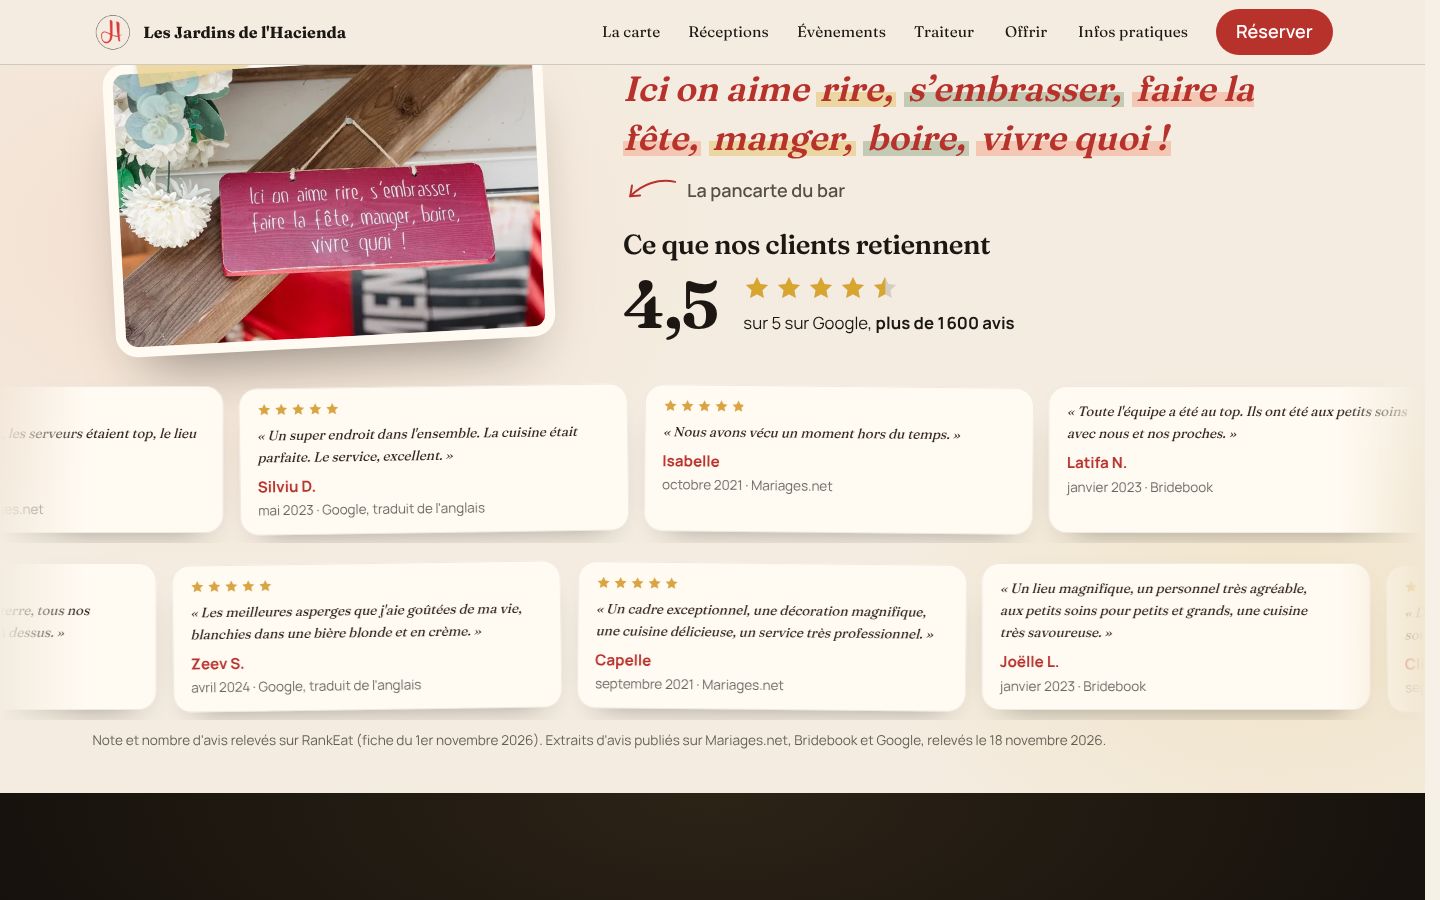 Les Jardins de l'Hacienda
La carte
Réceptions
Évènements
Traiteur
Offrir
Infos pratiques
Réserver
Ici on aime rire, s'embrasser,
faire la fête, manger, boire,
vivre quoi !
Ici on aime rire, s’embrasser, faire la
fête, manger, boire, vivre quoi !
La pancarte du bar
Ce que nos clients retiennent
4,5
sur 5 sur Google, plus de 1 600 avis
les serveurs étaient top, le lieu
es.net
« Un super endroit dans l'ensemble. La cuisine était
parfaite. Le service, excellent. »
Silviu D.
mai 2023 · Google, traduit de l'anglais
« Nous avons vécu un moment hors du temps. »
Isabelle
octobre 2021 · Mariages.net
« Toute l'équipe a été au top. Ils ont été aux petits soins
avec nous et nos proches. »
Latifa N.
janvier 2023 · Bridebook
erre, tous nos
dessus. »
« Les meilleures asperges que j'aie goûtées de ma vie,
blanchies dans une bière blonde et en crème. »
Zeev S.
avril 2024 · Google, traduit de l'anglais
« Un cadre exceptionnel, une décoration magnifique,
une cuisine délicieuse, un service très professionnel. »
Capelle
septembre 2021 · Mariages.net
« Un lieu magnifique, un personnel très agréable,
aux petits soins pour petits et grands, une cuisine
très savoureuse. »
Joëlle L.
janvier 2023 · Bridebook
Note et nombre d'avis relevés sur RankEat (fiche du 1er novembre 2026). Extraits d'avis publiés sur Mariages.net, Bridebook et Google, relevés le 18 novembre 2026.